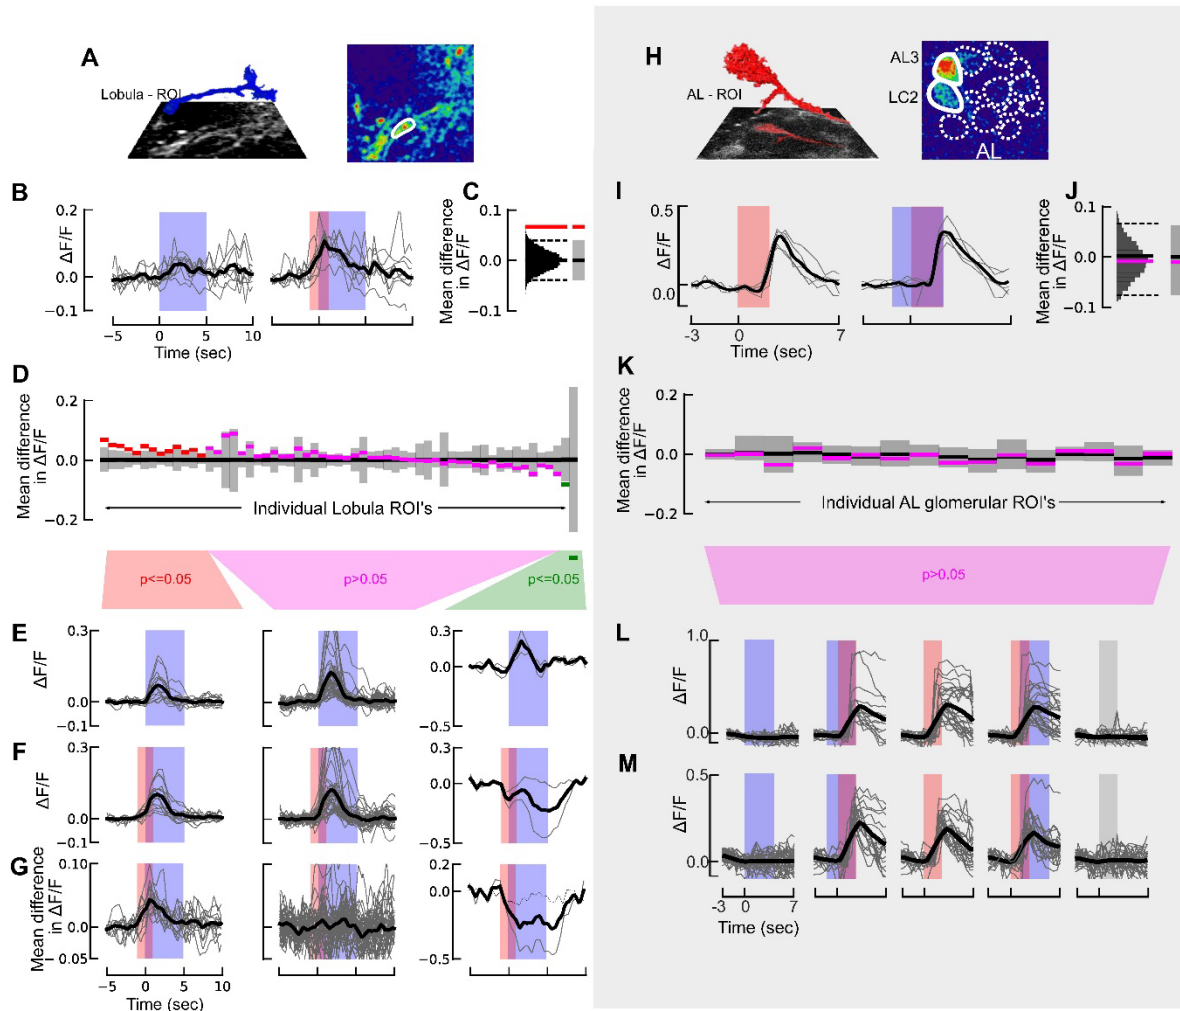 A
Lobula - ROI
B
ΔF/F
0.2
0.0
−0.1
−5
0
5
10
Time (sec)
C
Mean difference
in ΔF/F
0.1
0.0
−0.1
D
Mean difference
in ΔF/F
0.2
0.0
−0.2
Individual Lobula ROI's
p<=0.05
p>0.05
p<=0.05
E
ΔF/F
0.3
0.0
−0.1
0.3
0.0
−0.5
F
ΔF/F
0.3
0.0
−0.1
0.3
0.0
−0.5
G
Mean difference
in ΔF/F
0.10
0.00
− 0.05
0.2
0.0
−0.5
−5
0
5
10
Time (sec)
H
AL - ROI
AL3
LC2
AL
I
ΔF/F
0.5
0.0
−3
0
7
Time (sec)
J
Mean difference
in ΔF/F
0.1
0.0
−0.1
K
Mean difference
in ΔF/F
0.2
0.0
−0.2
Individual AL glomerular ROI's
p>0.05
L
ΔF/F
1.0
0.0
M
ΔF/F
0.5
0.0
−3
0
7
Time (sec)